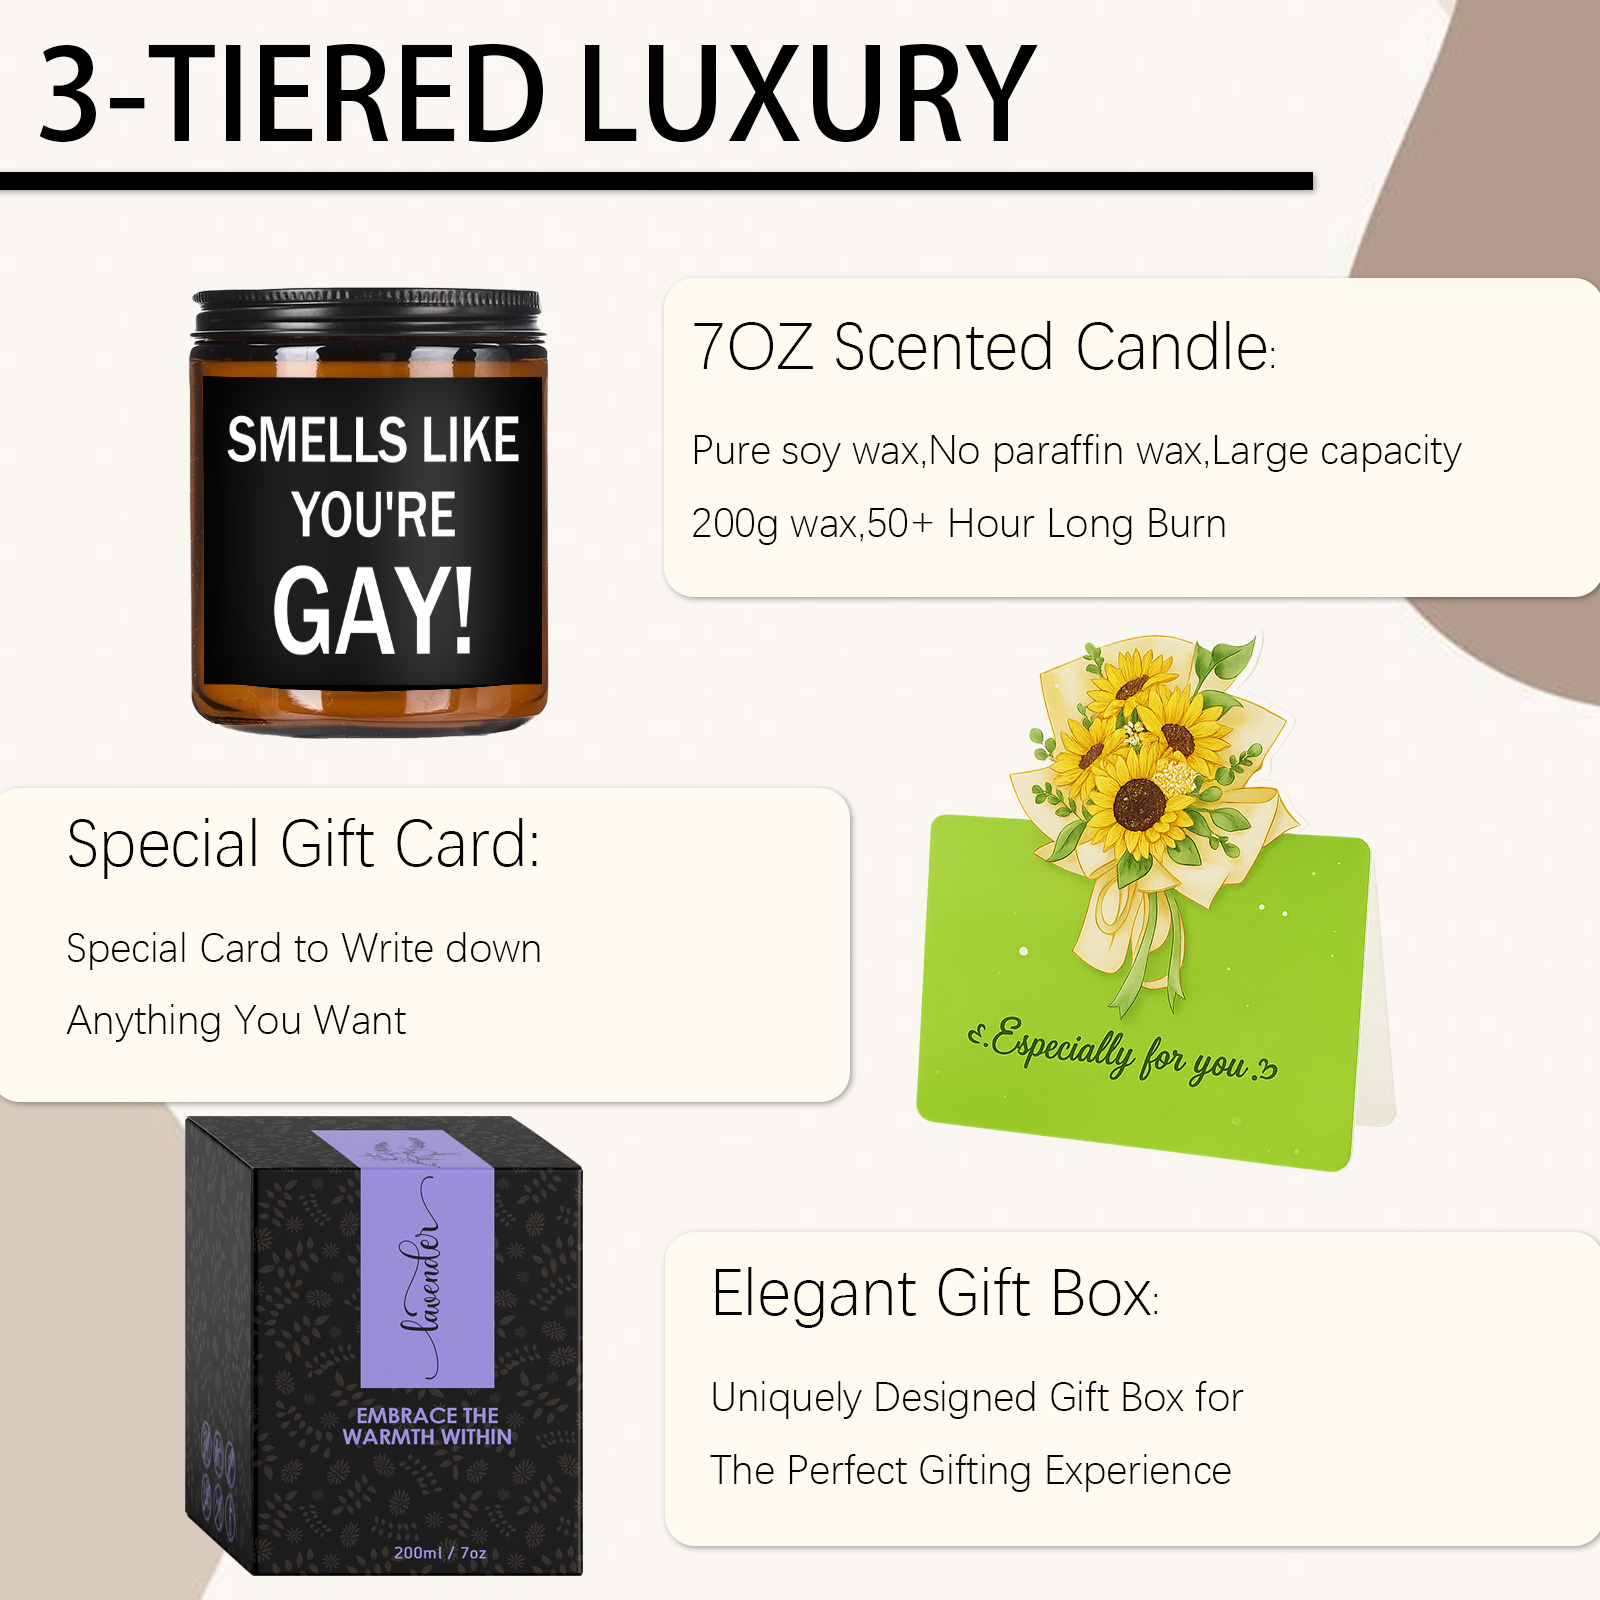 3-TIERED LUXURY
SMELLS LIKE
YOU'RE
GAY!
7OZ Scented Candle:
Pure soy wax,No paraffin wax,Large capacity
200g wax,50+ Hour Long Burn
Special Gift Card:
Special Card to Write down
Anything You Want
Especially for you
lavender
EMBRACE THE
WARMTH WITHIN
200ml / 7oz
Elegant Gift Box:
Uniquely Designed Gift Box for
The Perfect Gifting Experience